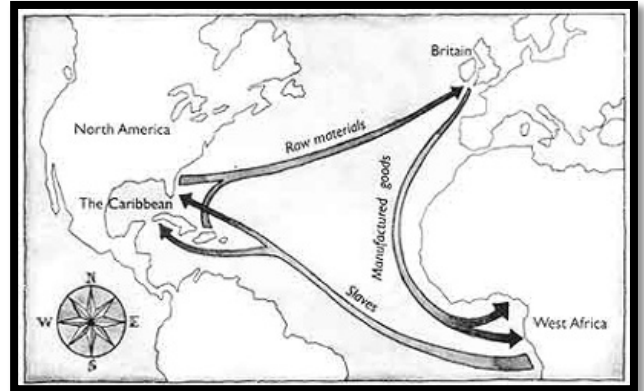 Britain
North America
Raw materials
The Caribbean
Manufactured goods
Slaves
West Africa
N
W E
S